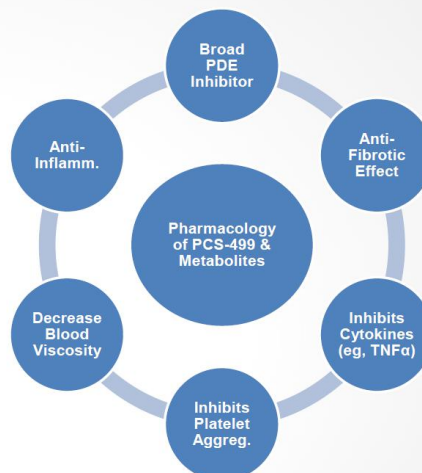 Broad
PDE
Inhibitor
Anti-
Fibrotic
Effect
Inhibits
Cytokines
(eg, TNFα)
Inhibits
Platelet
Aggreg.
Decrease
Blood
Viscosity
Anti-
Inflamm.
Pharmacology
of PCS-499 &
Metabolites